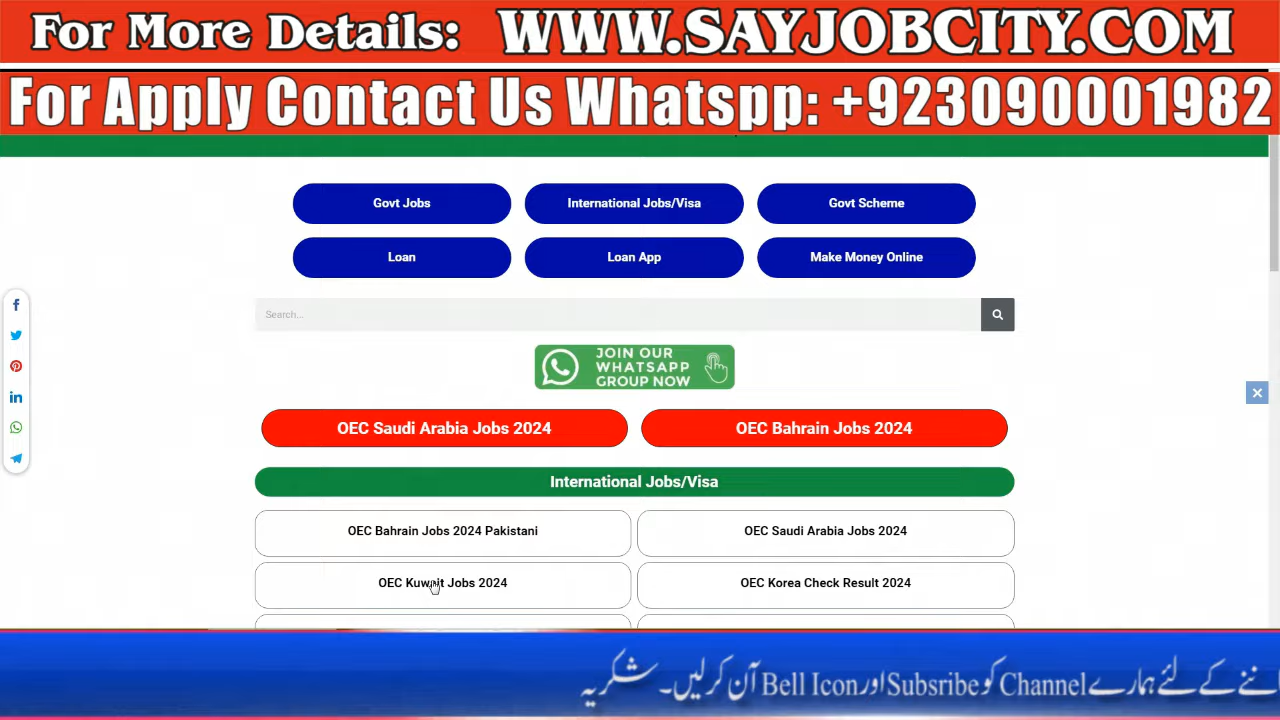 For More Details: WWW.SAYJOBCITY.COM
For Apply Contact Us Whatspp: +923090001982
Govt Jobs
International Jobs/Visa
Govt Scheme
Loan
Loan App
Make Money Online
Search...
JOIN OUR
WHATSAPP
GROUP NOW
OEC Saudi Arabia Jobs 2024
OEC Bahrain Jobs 2024
International Jobs/Visa
OEC Bahrain Jobs 2024 Pakistani
OEC Saudi Arabia Jobs 2024
OEC Kuwait Jobs 2024
OEC Korea Check Result 2024
کے لئے ہمارے Channel کو Subsribe اور Bell Icon آن کرلیں۔ شکریہ